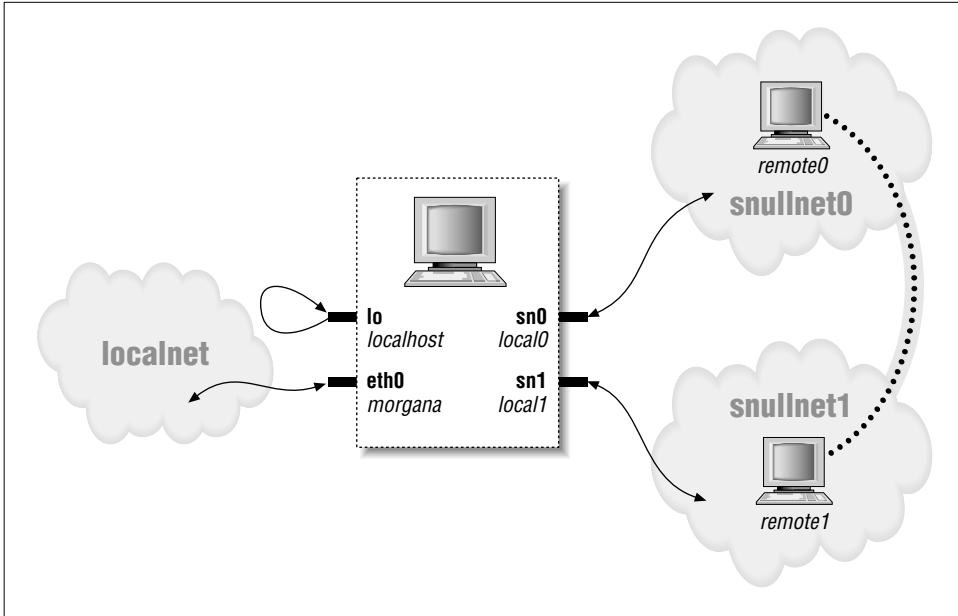 remote0
snullnet0
localnet
lo
localhost
eth0
morgana
sn0
local0
sn1
local1
snullnet1
remote1